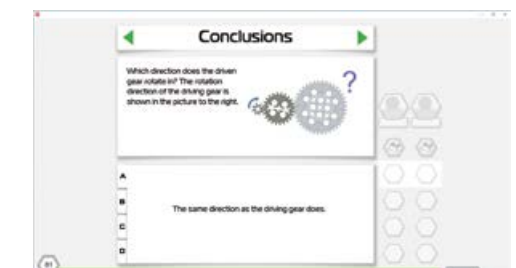 Conclusions
Which direction does the driven
gear rotate in? The rotation
direction of the driving gear is
shown in the picture to the right.
?
A
B
C
D
The same direction as the driving gear does.